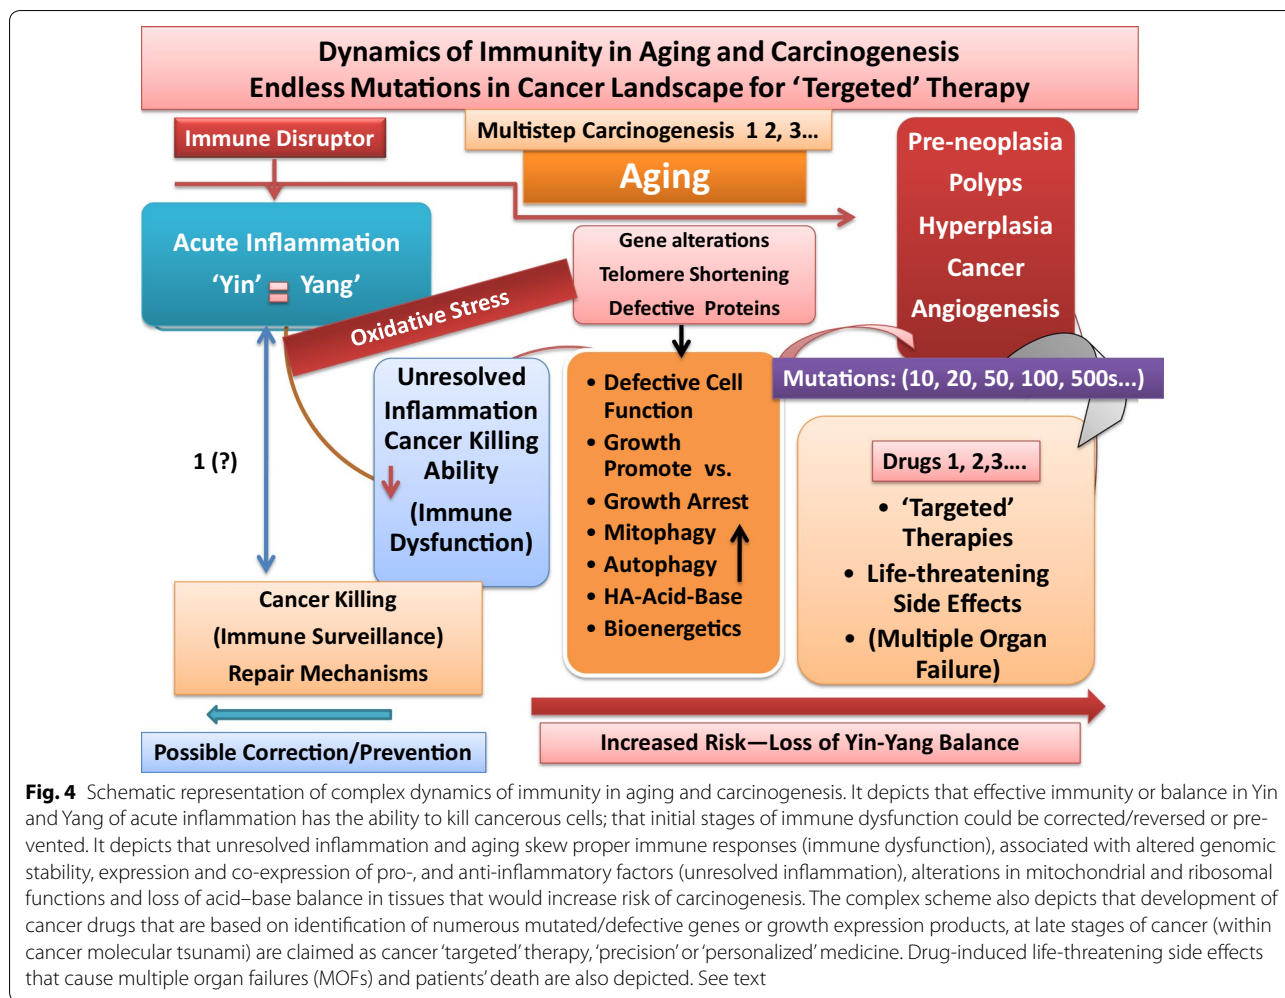 Dynamics of Immunity in Aging and Carcinogenesis
Endless Mutations in Cancer Landscape for ‘Tergeted’ Therapy
Immune Disruptor
Multistep Carcinogenesis 1 2, 3...
Aging
Pre-neoplasia
Polyps
Hyperplasia
Cancer
Angiogenesis
Acute Inflammation
‘Yin’ = Yang’
Oxidative Stress
Gene alterations
Telomere Shortening
Defective Proteins
Unresolved
Inflammation
Cancer Killing
Ability
(Immune
Dysfunction)
• Defective Cell
Function
• Growth
Promote vs.
• Growth Arrest
• Mitophagy
• Autophagy
• HA-Acid-Base
• Bioenergetics
Mutations: (10, 20, 50, 100, 500s...)
Drugs 1, 2,3....
• ‘Targeted’
Therapies
• Life-threatening
Side Effects
• (Multiple Organ
Failure)
1 (?)
Cancer Killing
(Immune Surveillance)
Repair Mechanisms
Possible Correction/Prevention
Increased Risk—Loss of Yin-Yang Balance
Fig. 4 Schematic representation of complex dynamics of immunity in aging and carcinogenesis. It depicts that effective immunity or balance in Yin
and Yang of acute inflammation has the ability to kill cancerous cells; that initial stages of immune dysfunction could be corrected/reversed or pre-
vented. It depicts that unresolved inflammation and aging skew proper immune responses (immune dysfunction), associated with altered genomic
stability, expression and co-expression of pro-, and anti-inflammatory factors (unresolved inflammation), alterations in mitochondrial and ribosomal
functions and loss of acid–base balance in tissues that would increase risk of carcinogenesis. The complex scheme also depicts that development of
cancer drugs that are based on identification of numerous mutated/defective genes or growth expression products, at late stages of cancer (within
cancer molecular tsunami) are claimed as cancer ‘targeted’ therapy, ‘precision’ or ‘personalized’ medicine. Drug-induced life-threatening side effects
that cause multiple organ failures (MOFs) and patients’ death are also depicted. See text